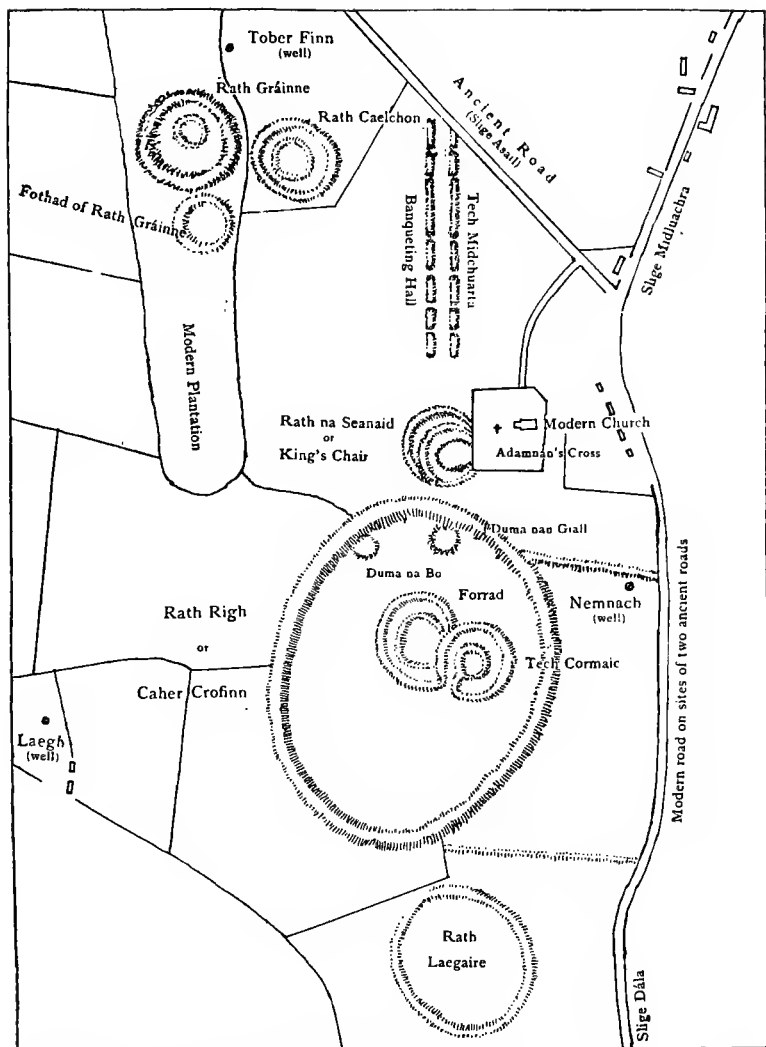 Tober Finn
(well)
Rath Gráinne
Rath Caelchon
Ancient Road
(Slige Asail)
Fothad of Rath Gráinne
Banqueting Hall
Tech Midchuarta
Slige Midluachra
Modern Plantation
Rath na Seanaid
or
King's Chair
Modern Church
Adamnán's Cross
Duma nan Giall
Duma na Bo
Forrad
Nemnach
(well)
Rath Righ
or
Caher Crofinn
Tech Cormaic
Laegh
(well)
Modern road on sites of two ancient roads
Rath
Laegaire
Slige Dála